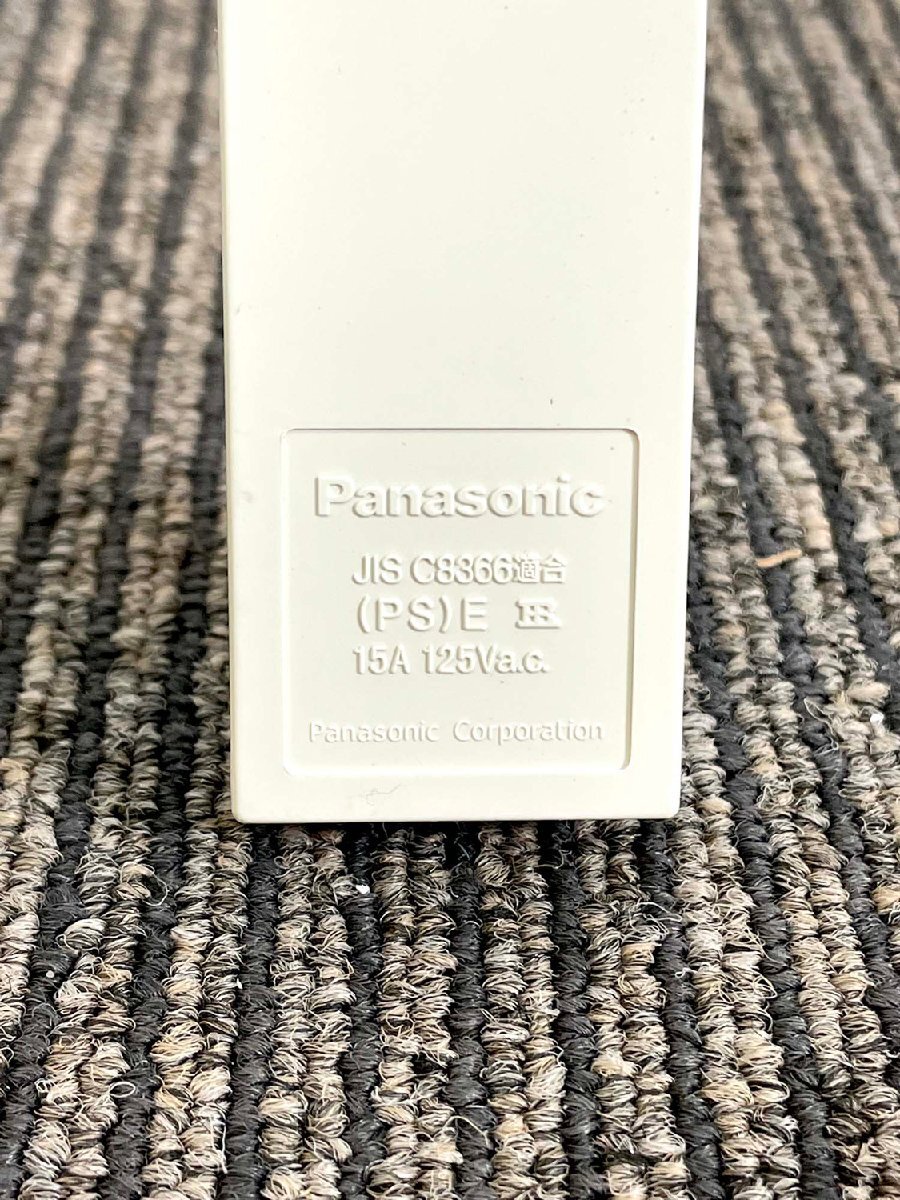 Panasonic
JIS C8366適合
(PS)E
15A 125Va.c.
Panasonic Corporation